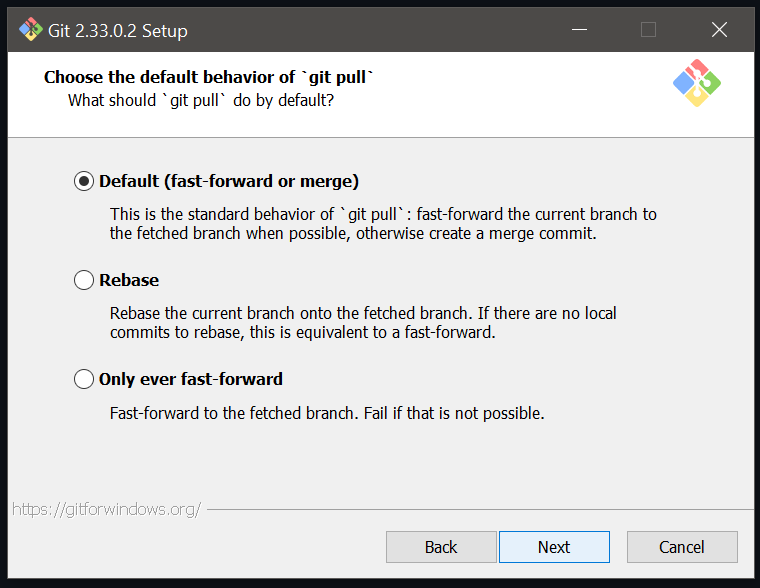 Git 2.33.0.2 Setup
Choose the default behavior of `git pull`
What should `git pull` do by default?
Default (fast-forward or merge)
This is the standard behavior of `git pull`: fast-forward the current branch to
the fetched branch when possible, otherwise create a merge commit.
Rebase
Rebase the current branch onto the fetched branch. If there are no local
commits to rebase, this is equivalent to a fast-forward.
Only ever fast-forward
Fast-forward to the fetched branch. Fail if that is not possible.
https://gitforwindows.org/
Back Next Cancel